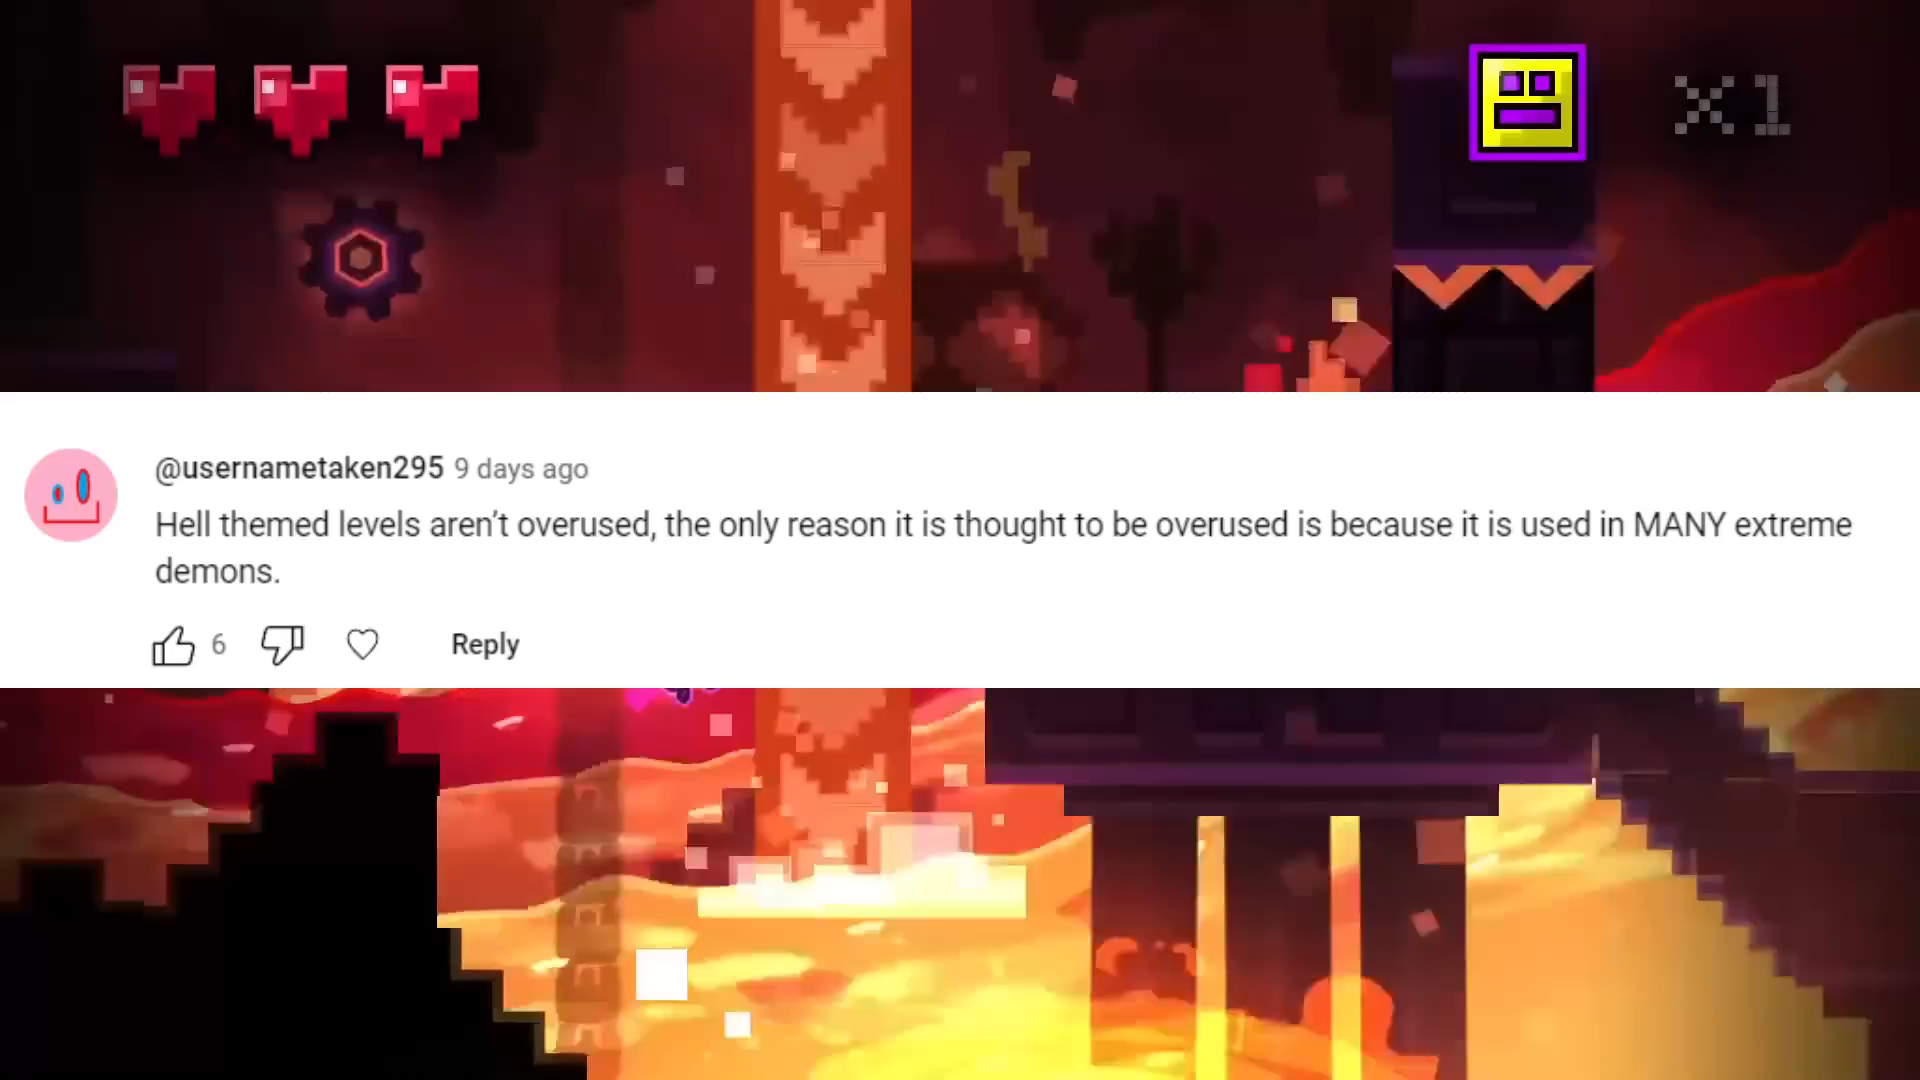 x1
@usernametaken295 9 days ago
Hell themed levels aren’t overused, the only reason it is thought to be overused is because it is used in MANY extreme
demons.
6 Reply